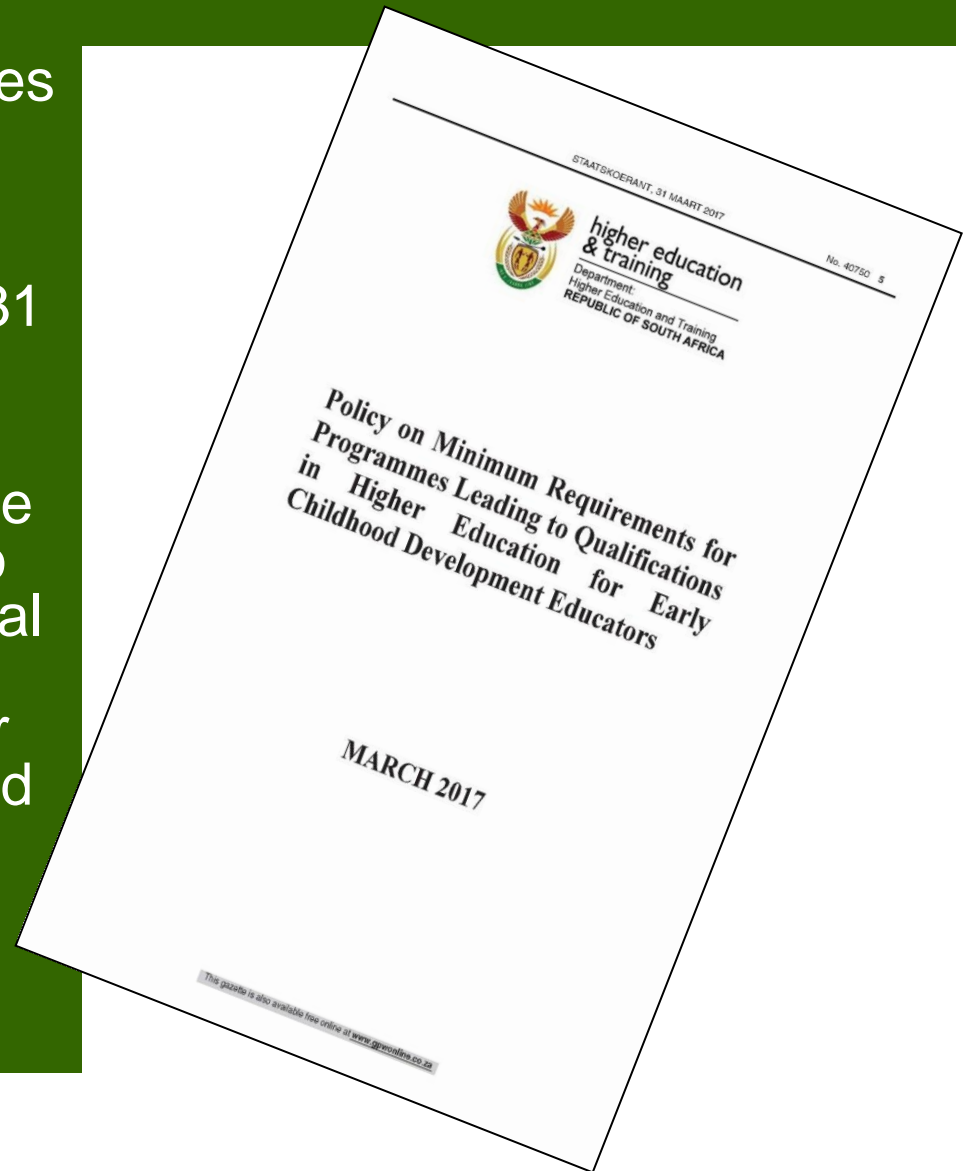 es
31
e
o
al
r
d
STAATSKOERANT, 31 MAART 2017
No. 40750 5
higher education
& training
Department:
Higher Education and Training
REPUBLIC OF SOUTH AFRICA
Policy on Minimum Requirements for
Programmes Leading to Qualifications
in Higher Education for Early
Childhood Development Educators
MARCH 2017
This gazette is also available free online at www.gpwonline.co.za